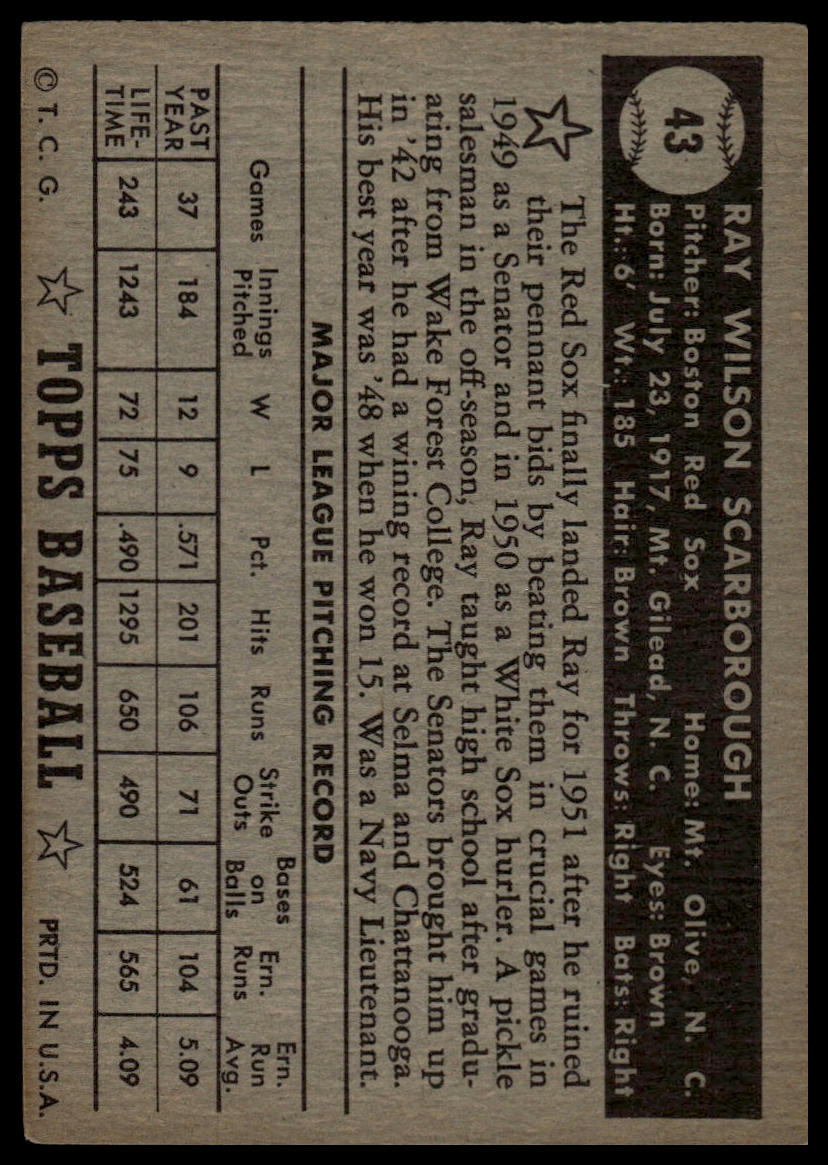 43
RAY WILSON SCARBOROUGH
Pitcher: Boston Red Sox Home: Mt. Olive, N. C.
Born: July 23, 1917, Mt. Gilead, N. C. Eyes: Brown
Ht.: 6' Wt.: 185 Hair: Brown Throws: Right Bats: Right
The Red Sox finally landed Ray for 1951 after he ruined
their pennant bids by beating them in crucial games in
1949 as a Senator and in 1950 as a White Sox hurler. A pickle
salesman in the off-season, Ray taught high school after gradu-
ating from Wake Forest College. The Senators brought him up
in '42 after he had a wining record at Selma and Chattanooga.
His best year was '48 when he won 15. Was a Navy Lieutenant.
MAJOR LEAGUE PITCHING RECORD
Games Innings Pitched W L Pct. Hits Runs Strike Outs Bases on Balls Ern. Runs Ern. Run Avg.
PAST YEAR 37 184 12 9 .571 201 106 71 61 104 5.09
LIFE-TIME 243 1243 72 75 .490 1295 650 490 524 565 4.09
© T. C. G. TOPPS BASEBALL PRTD. IN U.S.A.